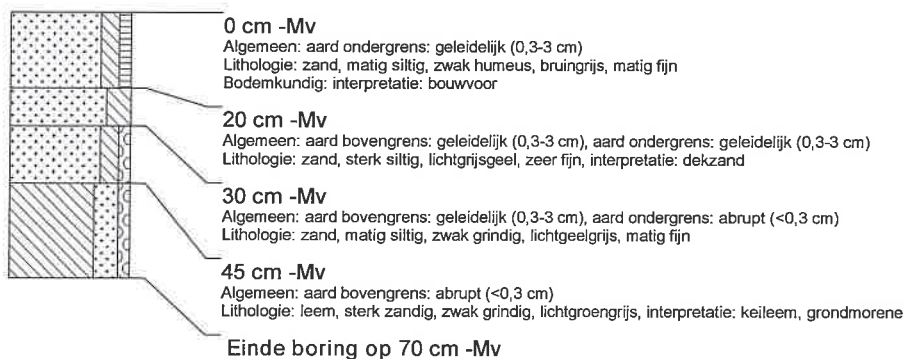 0 cm -Mv
Algemeen: aard ondergrens: geleidelijk (0,3-3 cm)
Lithologie: zand, matig siltig, zwak humeus, bruingrijs, matig fijn
Bodemkundig: interpretatie: bouwvoor
20 cm -Mv
Algemeen: aard bovengrens: geleidelijk (0,3-3 cm), aard ondergrens: geleidelijk (0,3-3 cm)
Lithologie: zand, sterk siltig, lichtgrijsgeel, zeer fijn, interpretatie: dekzand
30 cm -Mv
Algemeen: aard bovengrens: geleidelijk (0,3-3 cm), aard ondergrens: abrupt (<0,3 cm)
Lithologie: zand, matig siltig, zwak grindig, lichtgeelgrijs, matig fijn
45 cm -Mv
Algemeen: aard bovengrens: abrupt (<0,3 cm)
Lithologie: leem, sterk zandig, zwak grindig, lichtgroengrijs, interpretatie: keileem, grondmorene
Einde boring op 70 cm -Mv